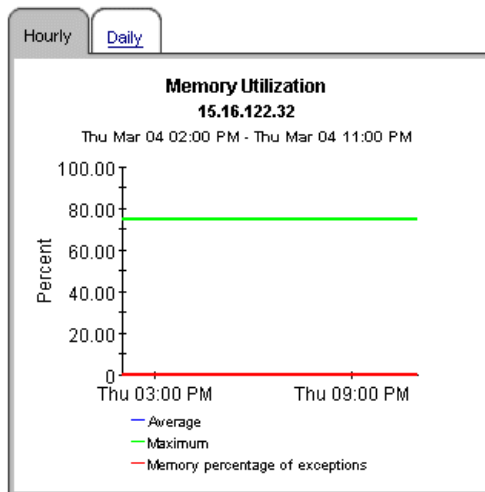 Hourly Daily
Memory Utilization
15.16.122.32
Thu Mar 04 02:00 PM - Thu Mar 04 11:00 PM
100.00
80.00
60.00
40.00
20.00
0
Percent
Thu 03:00 PM Thu 09:00 PM
Average
Maximum
Memory percentage of exceptions